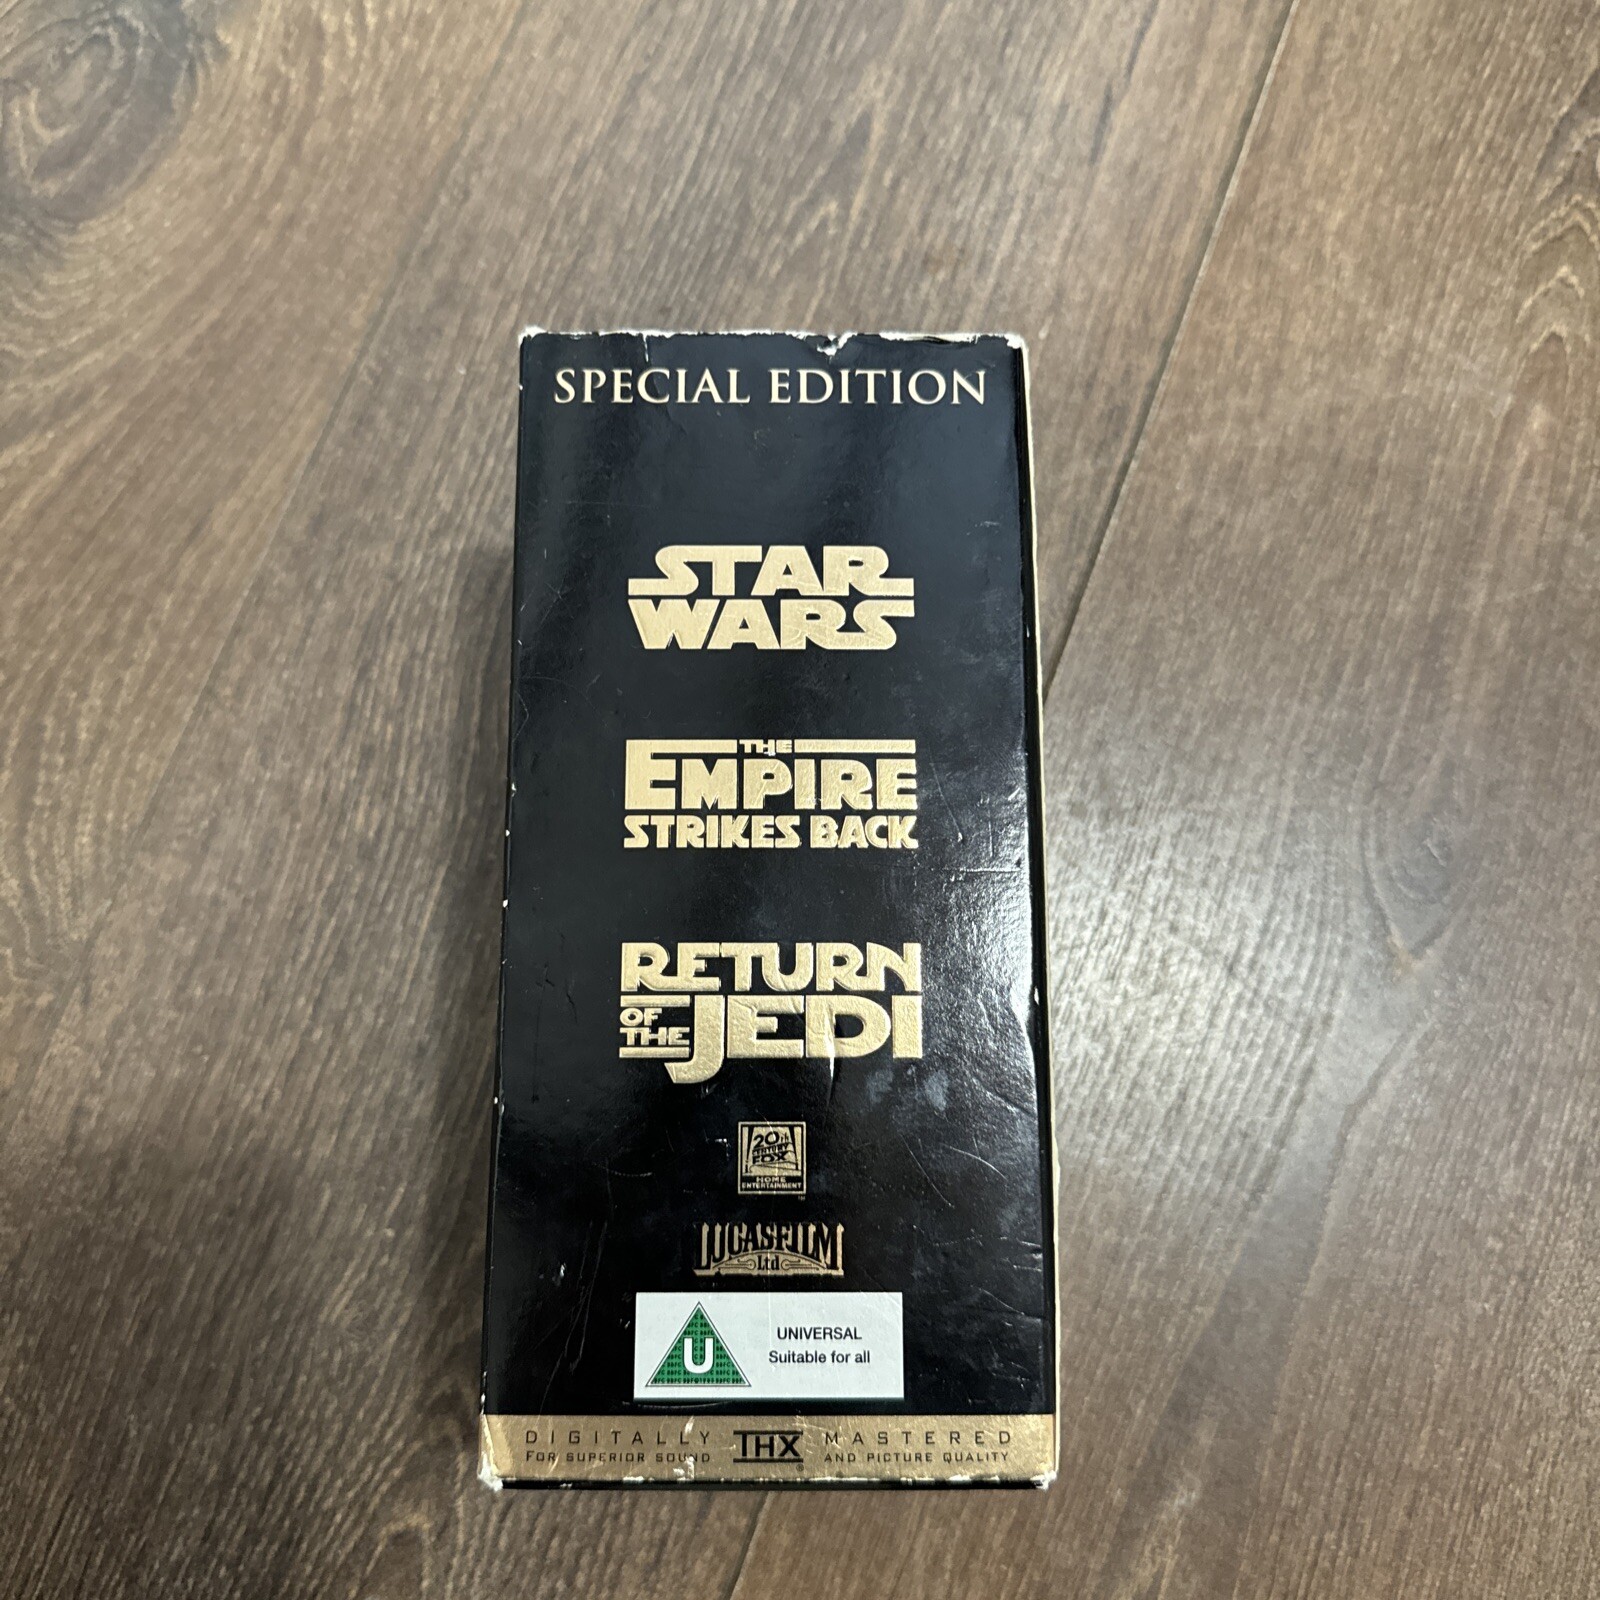 SPECIAL EDITION
STAR
WARS
THE
EMPIRE
STRIKES BACK
RETURN
OF THE JEDI
20th
CENTURY
FOX
HOME
ENTERTAINMENT
LUCASFILM
Ltd
U
UNIVERSAL
Suitable for all
DIGITALLY THX MASTERED
FOR SUPERIOR SOUND AND PICTURE QUALITY